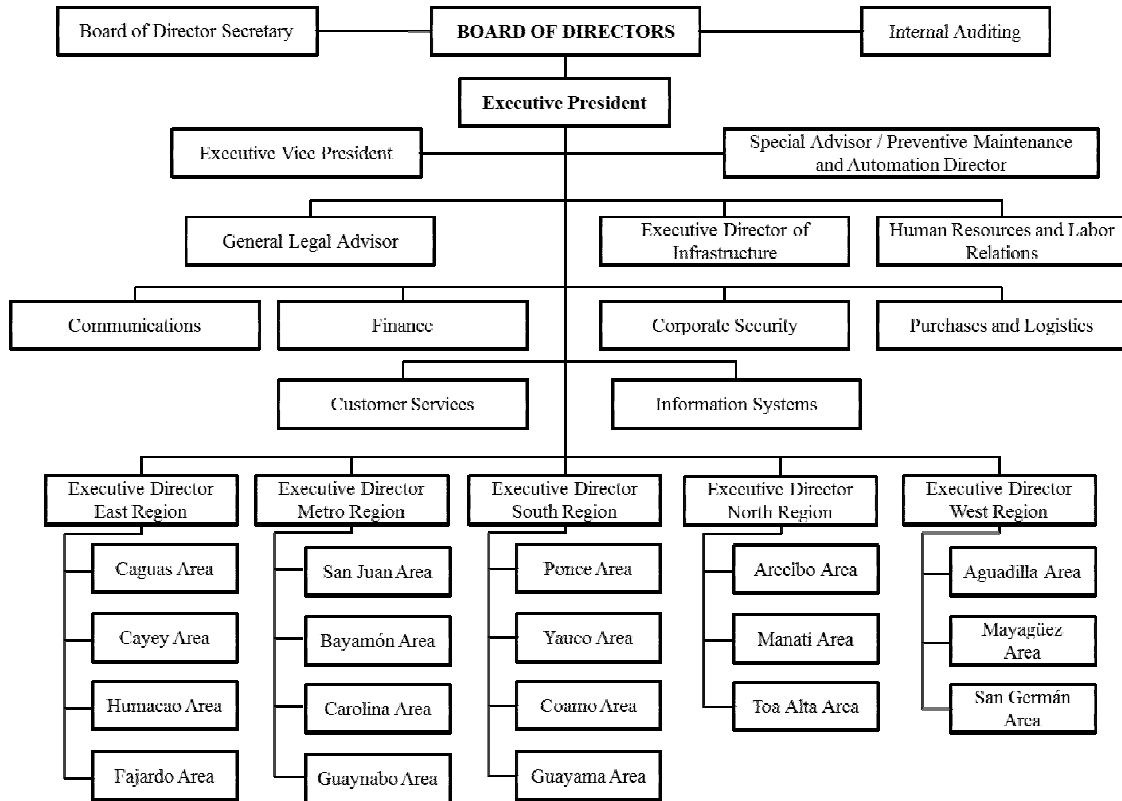 Board of Director Secretary
BOARD OF DIRECTORS
Internal Auditing
Executive President
Executive Vice President
Special Advisor / Preventive Maintenance
and Automation Director
General Legal Advisor
Executive Director of
Infrastructure
Human Resources and Labor
Relations
Communications
Finance
Corporate Security
Purchases and Logistics
Customer Services
Information Systems
Executive Director
East Region
Caguas Area
Cayey Area
Humacao Area
Fajardo Area
Executive Director
Metro Region
San Juan Area
Bayamón Area
Carolina Area
Guaynabo Area
Executive Director
South Region
Ponce Area
Yauco Area
Coamo Area
Guayama Area
Executive Director
North Region
Arecibo Area
Manati Area
Toa Alta Area
Executive Director
West Region
Aguadilla Area
Mayagüez
Area
San Germán
Area